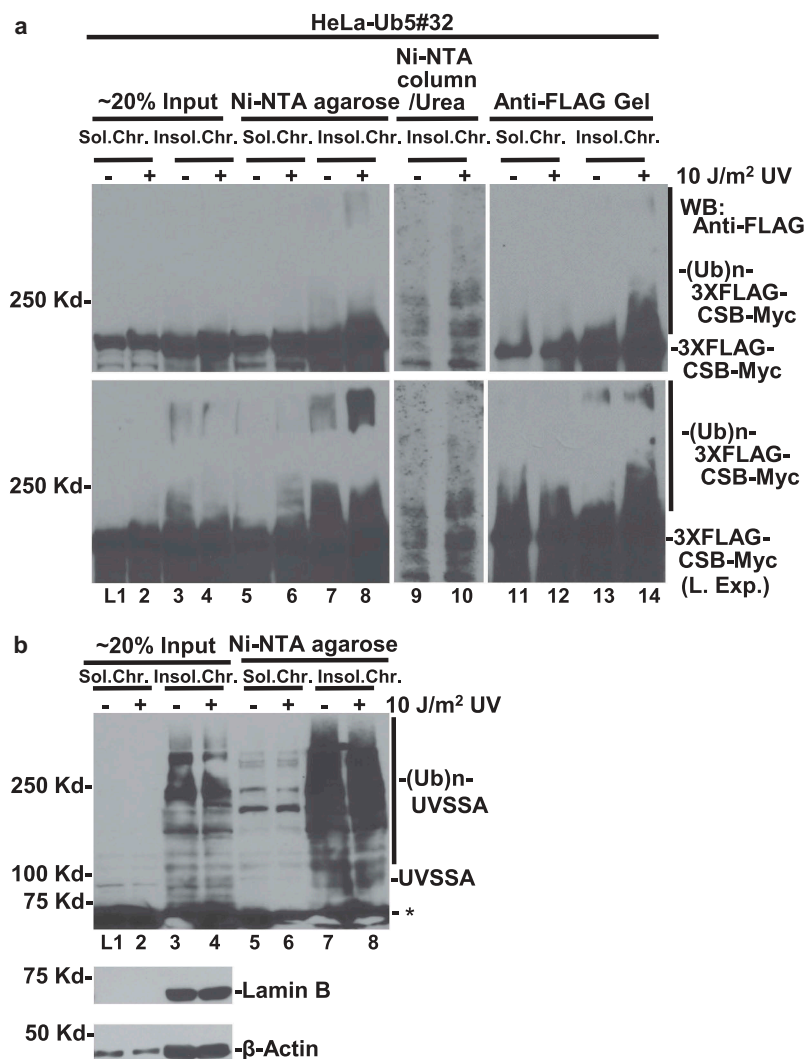 a
HeLa-Ub5#32
~20% Input Ni-NTA agarose Ni-NTA column /Urea Anti-FLAG Gel
Sol.Chr. Insol.Chr. Sol.Chr. Insol.Chr. Insol.Chr. Sol.Chr. Insol.Chr.
- + - + - + - + - + - + - + 10 J/m² UV
WB:
Anti-FLAG
-(Ub)n-
250 Kd- 3XFLAG-
CSB-Myc
-3XFLAG-
CSB-Myc
-(Ub)n-
3XFLAG-
250 Kd- CSB-Myc
-3XFLAG-
CSB-Myc
(L. Exp.)
L1 2 3 4 5 6 7 8 9 10 11 12 13 14
b
~20% Input Ni-NTA agarose
Sol.Chr. Insol.Chr. Sol.Chr. Insol.Chr.
- + - + - + - + 10 J/m² UV
250 Kd- -(Ub)n-
UVSSA
100 Kd- -UVSSA
75 Kd- - *
L1 2 3 4 5 6 7 8
75 Kd- -Lamin B
50 Kd- -β-Actin